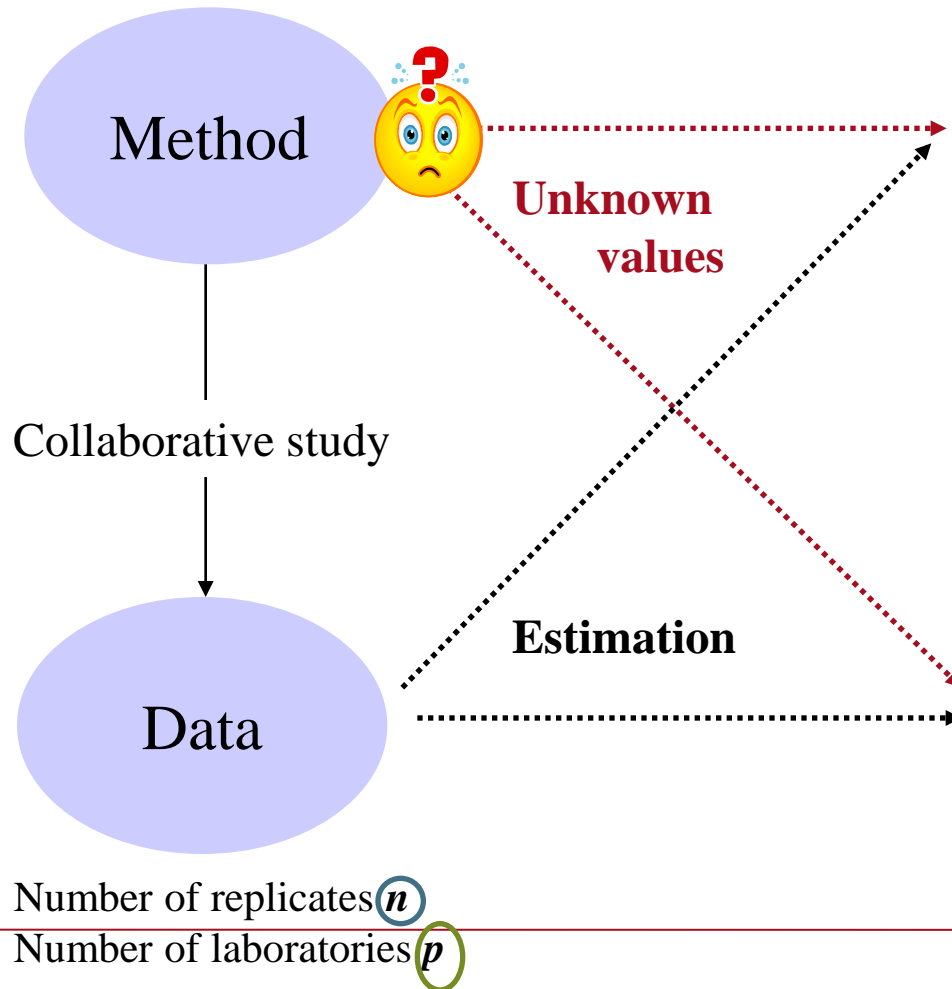 ?
Method
Unknown
values
Collaborative study
Estimation
Data
Number of replicates n
Number of laboratories p